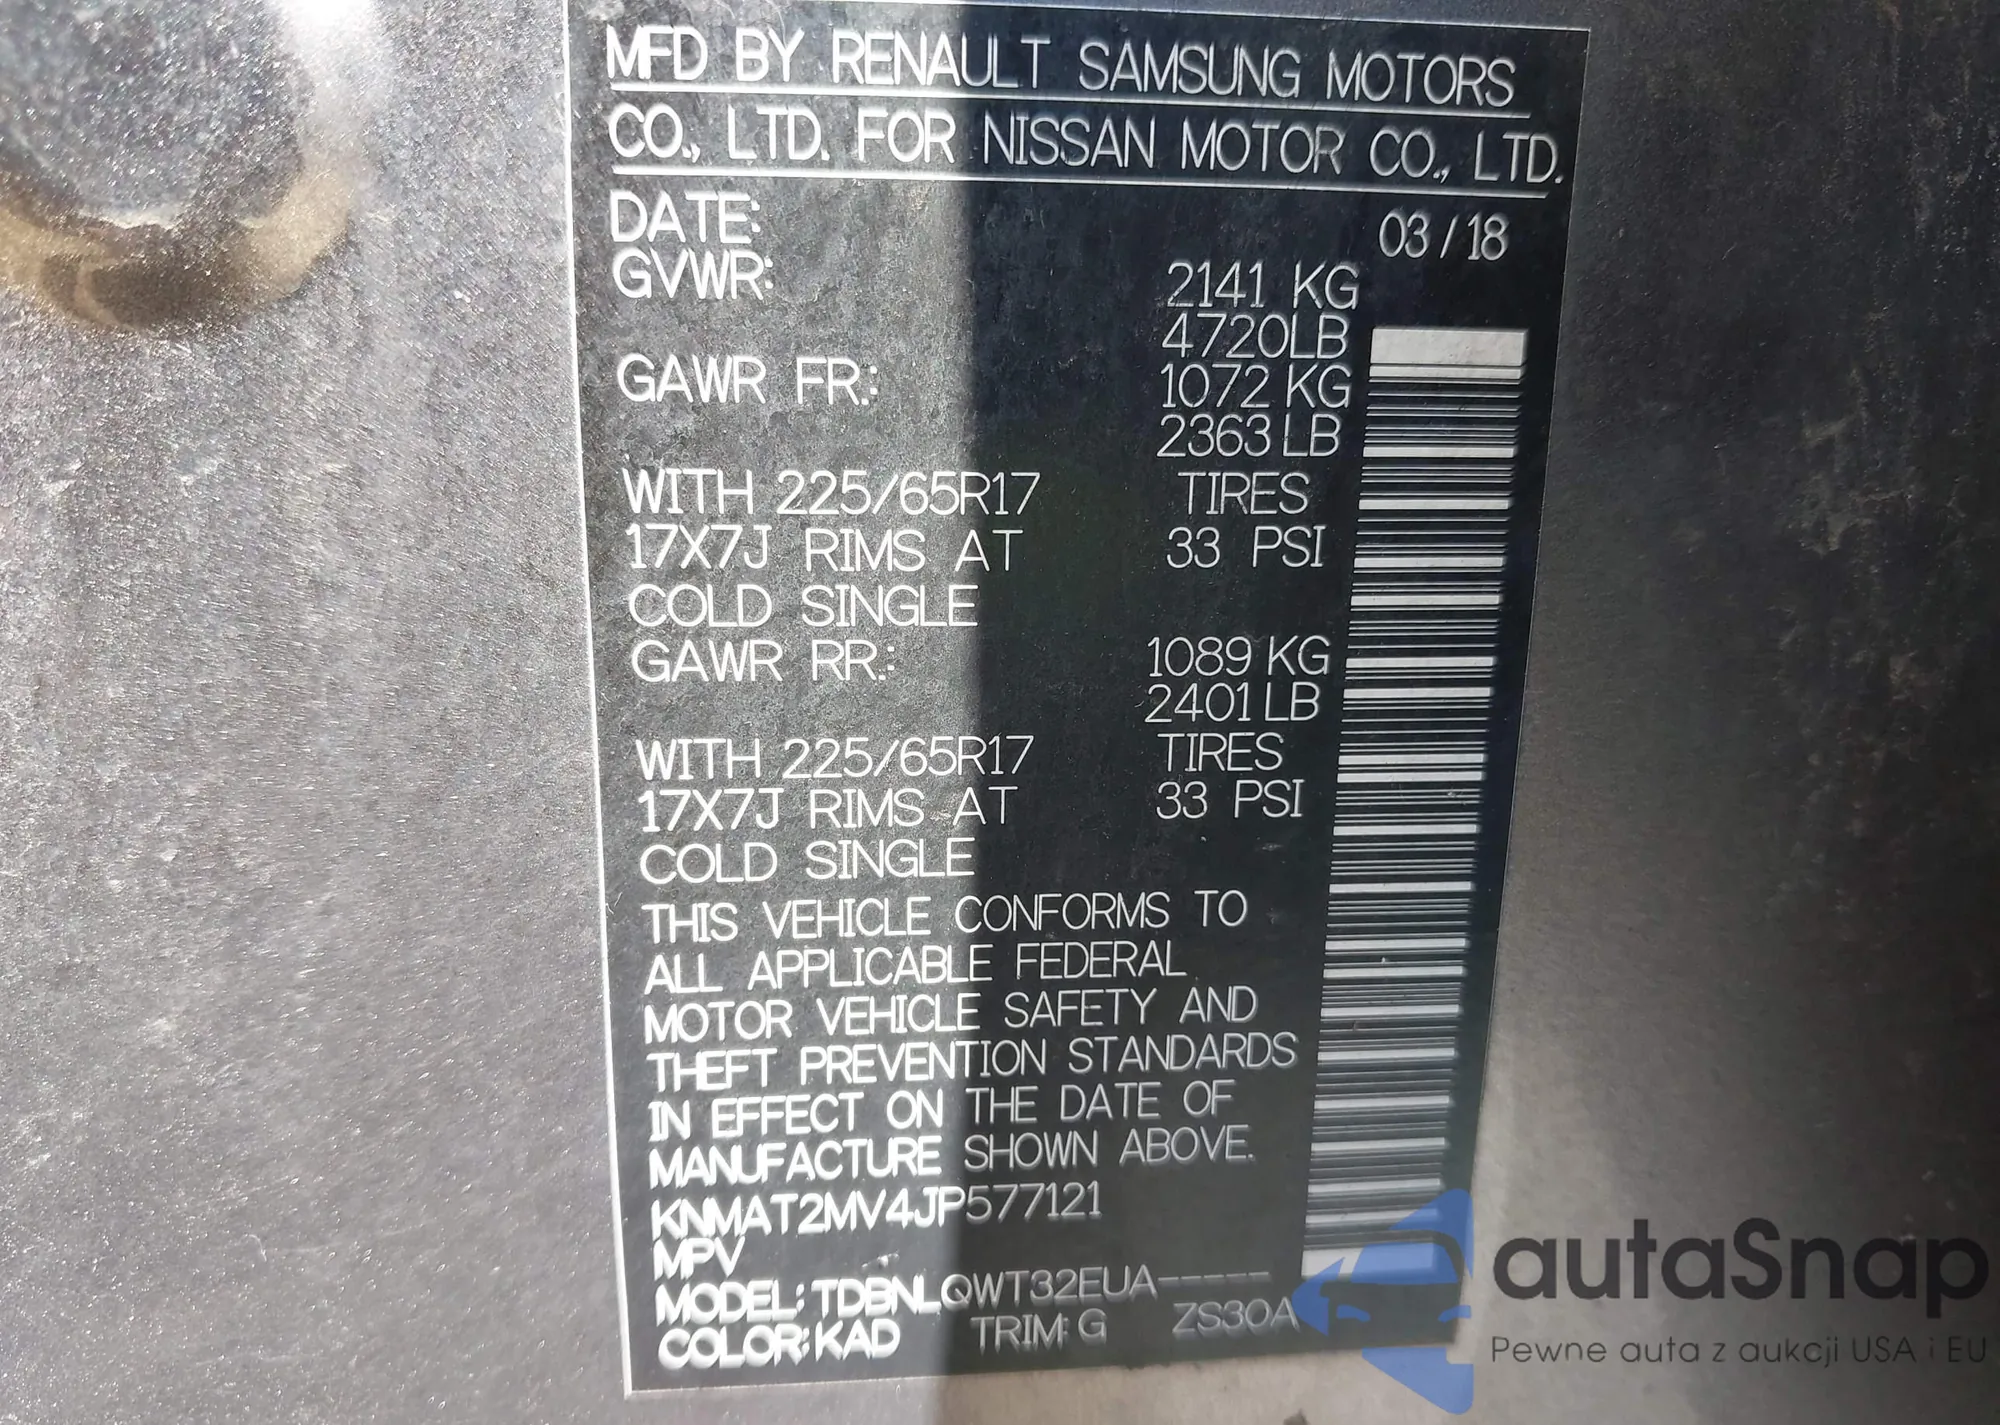 MFD BY RENAULT SAMSUNG MOTORS
CO., LTD. FOR NISSAN MOTOR CO., LTD.
DATE: 03 / 18
GVWR: 2141 KG
4720LB
GAWR FR.: 1072 KG
2363 LB
WITH 225/65R17 TIRES
17X7J RIMS AT 33 PSI
COLD SINGLE
GAWR RR.: 1089 KG
2401 LB
WITH 225/65R17 TIRES
17X7J RIMS AT 33 PSI
COLD SINGLE
THIS VEHICLE CONFORMS TO
ALL APPLICABLE FEDERAL
MOTOR VEHICLE SAFETY AND
THEFT PREVENTION STANDARDS
IN EFFECT ON THE DATE OF
MANUFACTURE SHOWN ABOVE.
KNMAT2MV4JP577121
MPV
MODEL: TDBNLQWT32EUA-----
COLOR: KAD TRIM: G ZS30A
autaSnap
Pewne auta z aukcji USA i EU